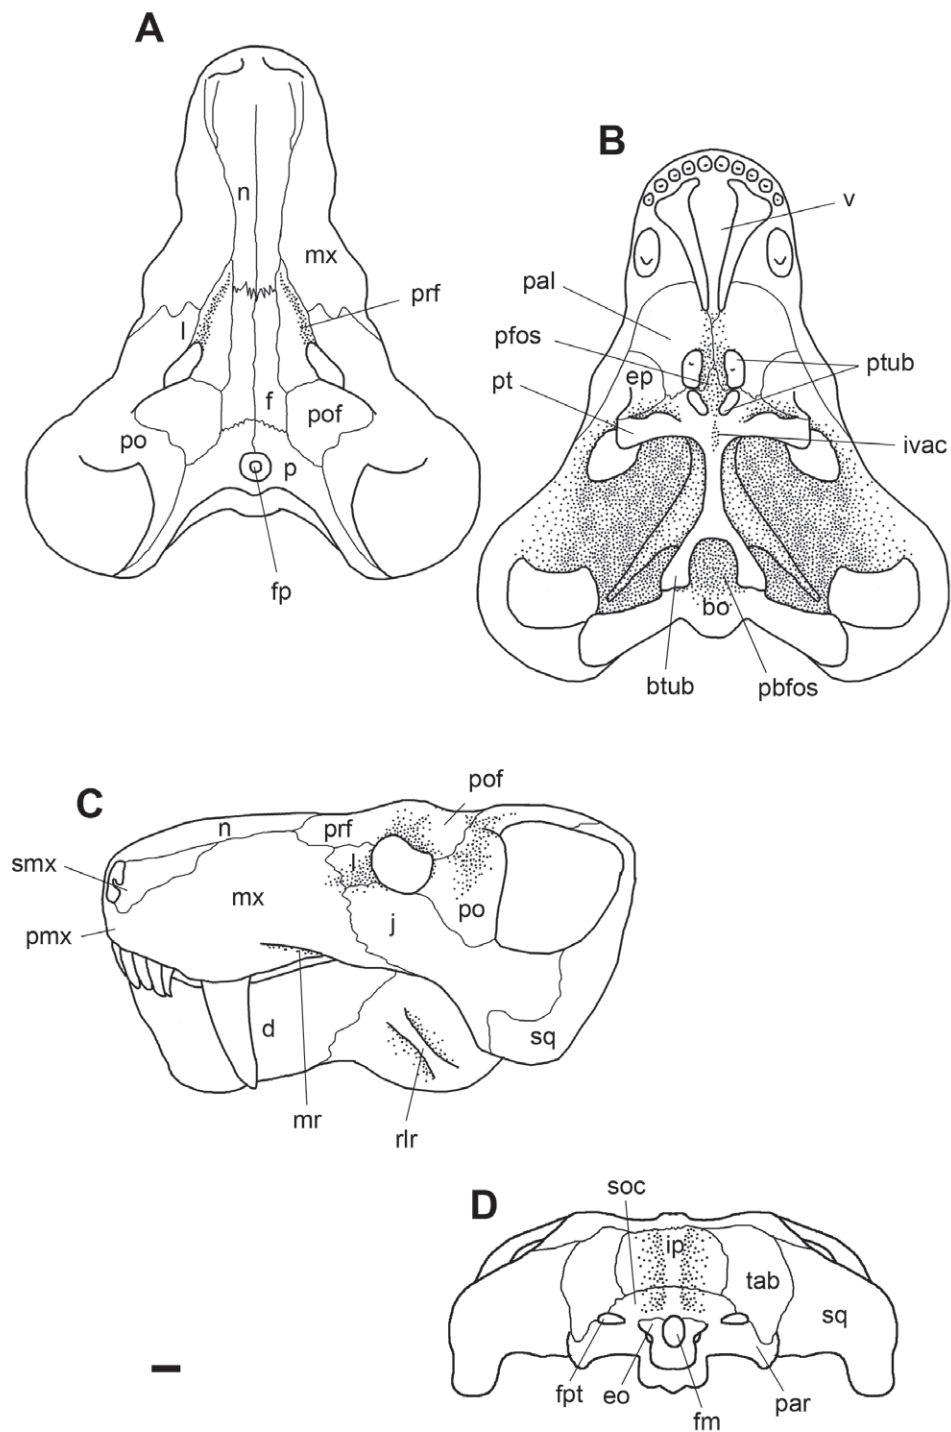 A
n
mx
prf
l
f
pof
po
p
fp
B
v
pal
pfos
ptub
pt
ep
ivac
bo
btub
pbfos
C
pof
n
prf
smx
l
mx
po
pmx
j
d
sq
mr
rlr
D
soc
ip
tab
sq
fpt
eo
par
fm